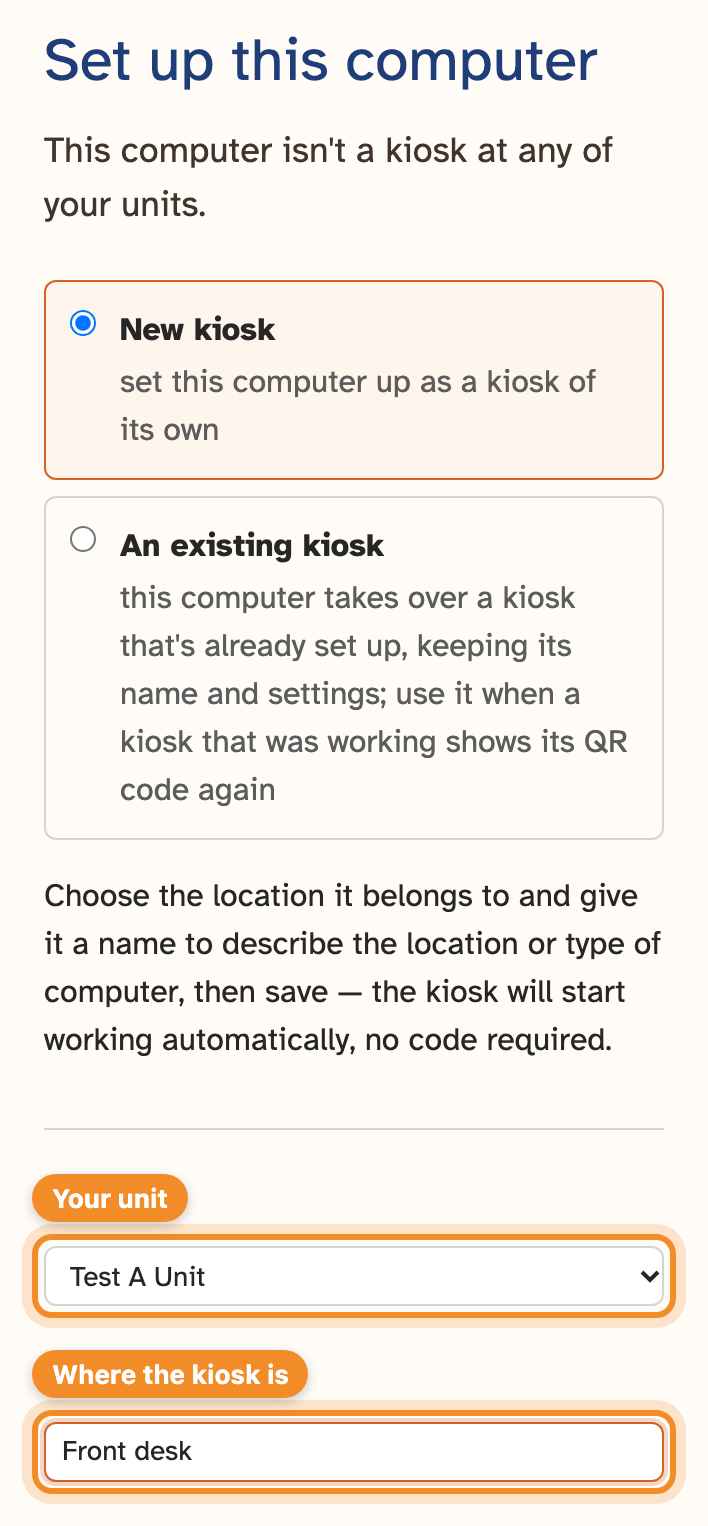 Set up this computer
This computer isn't a kiosk at any of
your units.
New kiosk
set this computer up as a kiosk of
its own
An existing kiosk
this computer takes over a kiosk
that's already set up, keeping its
name and settings; use it when a
kiosk that was working shows its QR
code again
Choose the location it belongs to and give
it a name to describe the location or type of
computer, then save — the kiosk will start
working automatically, no code required.
Your unit
Test A Unit
Where the kiosk is
Front desk